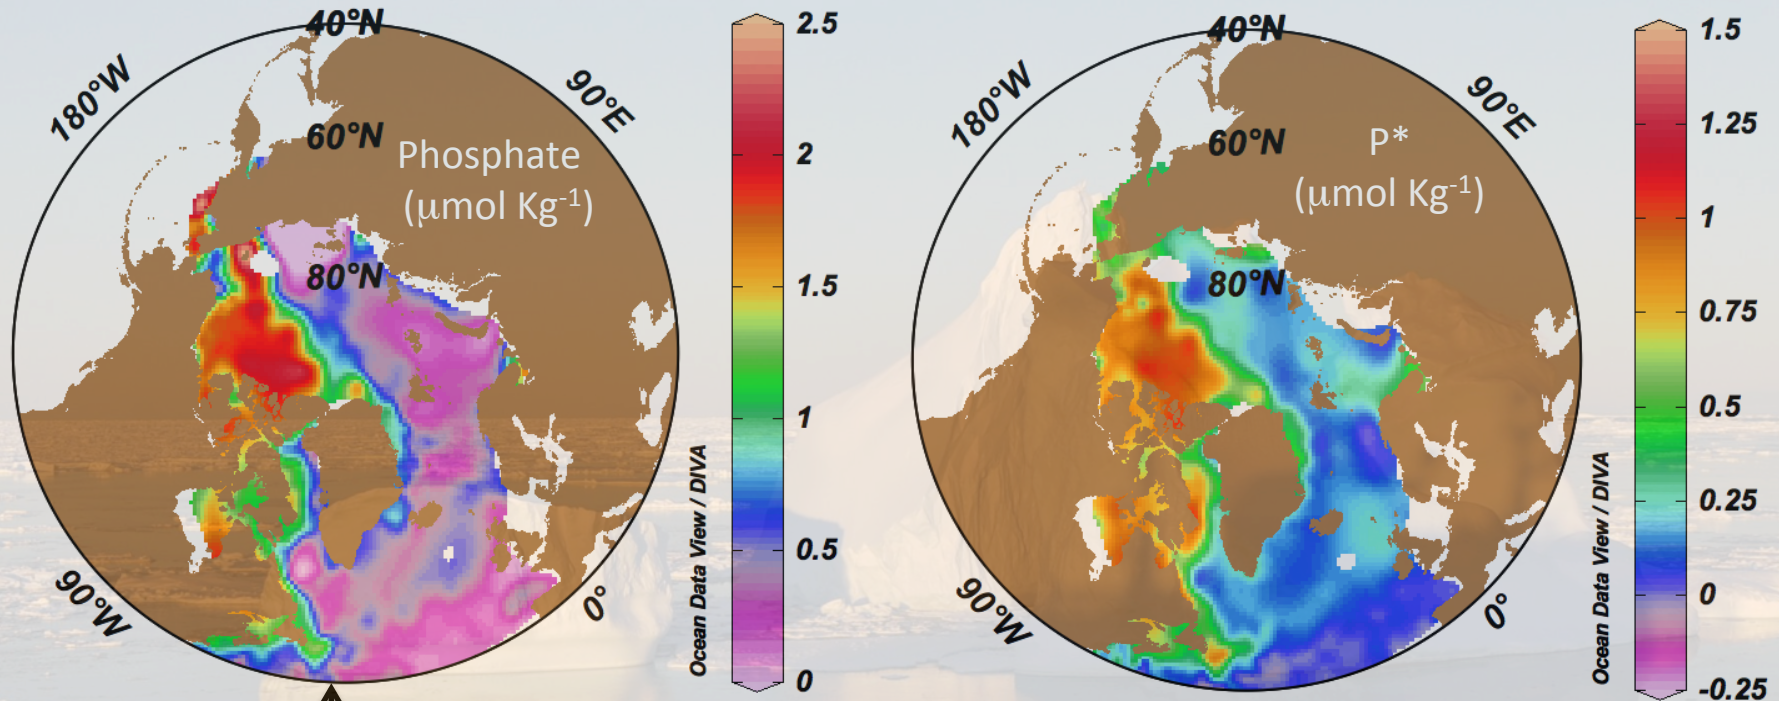 40°N
180°W
90°E
60°N
Phosphate
(μmol Kg-1)
80°N
90°W
0°
2.5
2
1.5
1
0.5
0
Ocean Data View / DIVA
40°N
180°W
90°E
60°N
P*
(μmol Kg-1)
80°N
90°W
0°
1.5
1.25
1
0.75
0.5
0.25
0
-0.25
Ocean Data View / DIVA